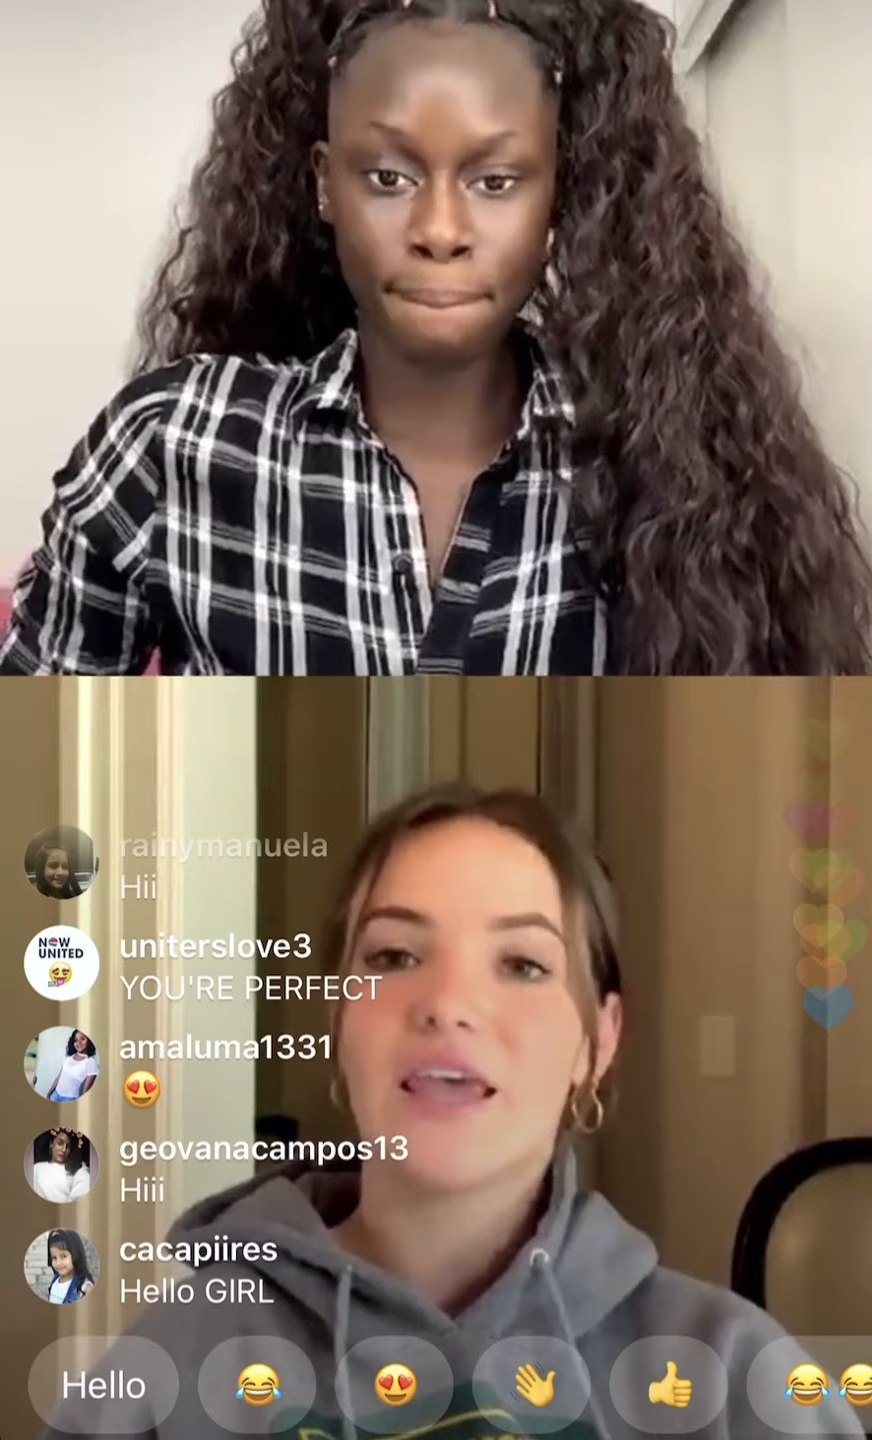 rainymanuela
Hii
NOW
UNITED
uniterslove3
YOU'RE PERFECT
amaluma1331
😍
geovanacampos13
Hiii
cacapiires
Hello GIRL
Hello 😂 😍 👋 👍 😂 😂